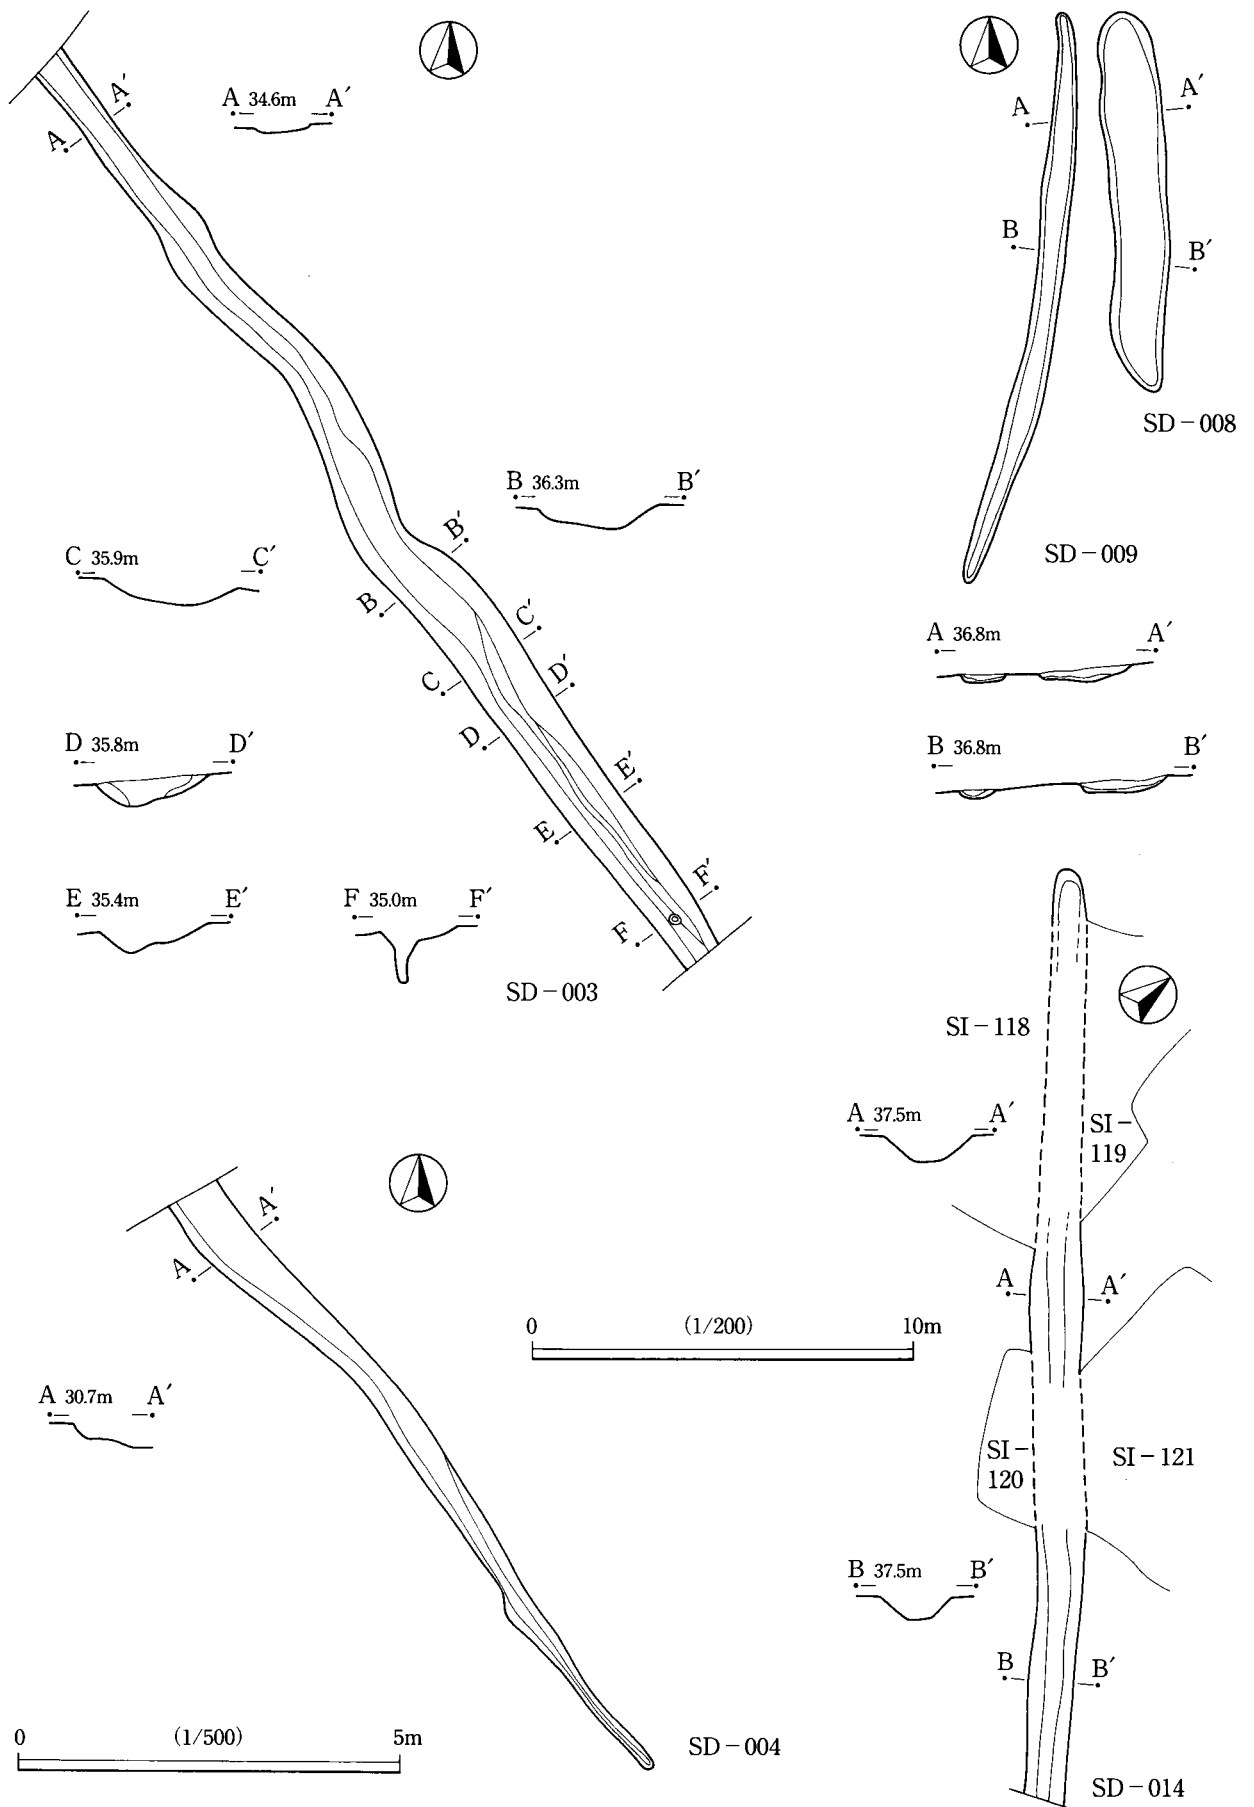 A 34.6m A′
A′
A
B 36.3m B′
B′
B
C 35.9m C′
C′
C
D 35.8m D′
D′
D
E 35.4m E′
E′
E
F 35.0m F′
F′
F
SD－003
A
A′
B
B′
SD－008
SD－009
A 36.8m A′
B 36.8m B′
SI－118
A 37.5m A′
SI－
119
A
A′
SI－
120
SI－121
B 37.5m B′
B
B′
SD－014
A′
A
A 30.7m A′
0 (1/200) 10m
0 (1/500) 5m
SD－004